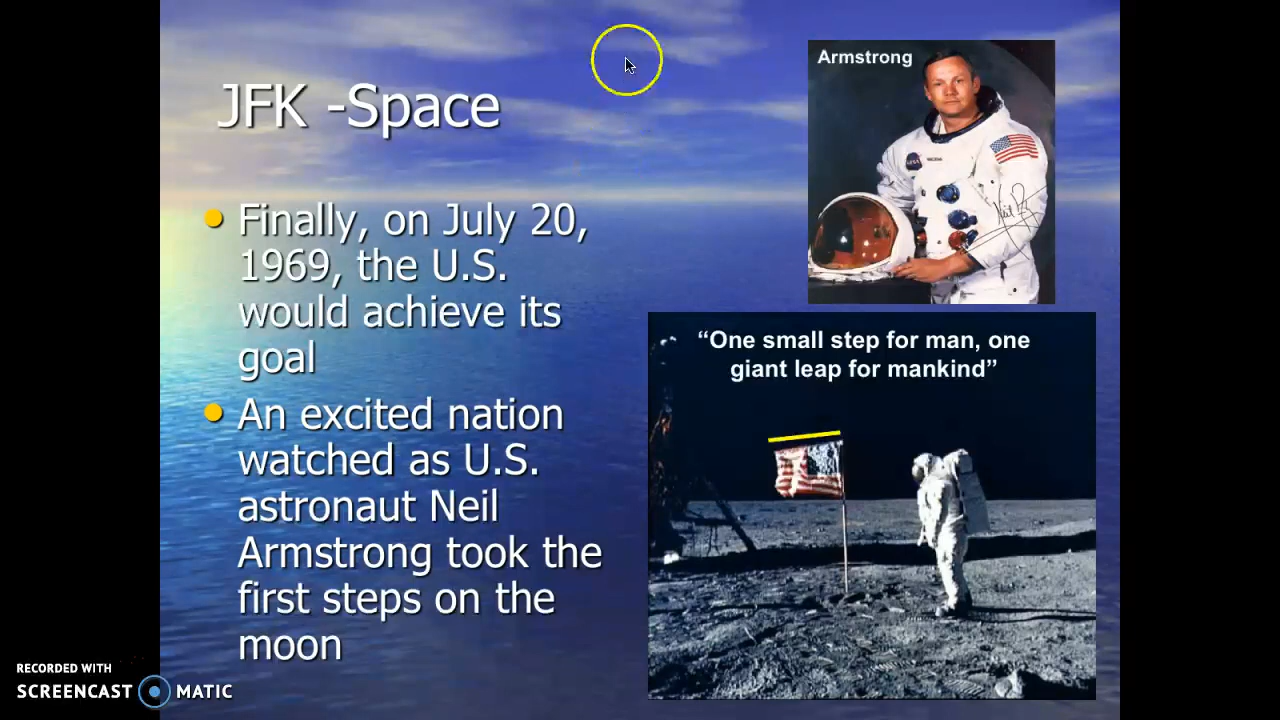 JFK -Space
Armstrong
Finally, on July 20,
1969, the U.S.
would achieve its
goal
An excited nation
watched as U.S.
astronaut Neil
Armstrong took the
first steps on the
moon
“One small step for man, one
giant leap for mankind”
RECORDED WITH
SCREENCAST MATIC